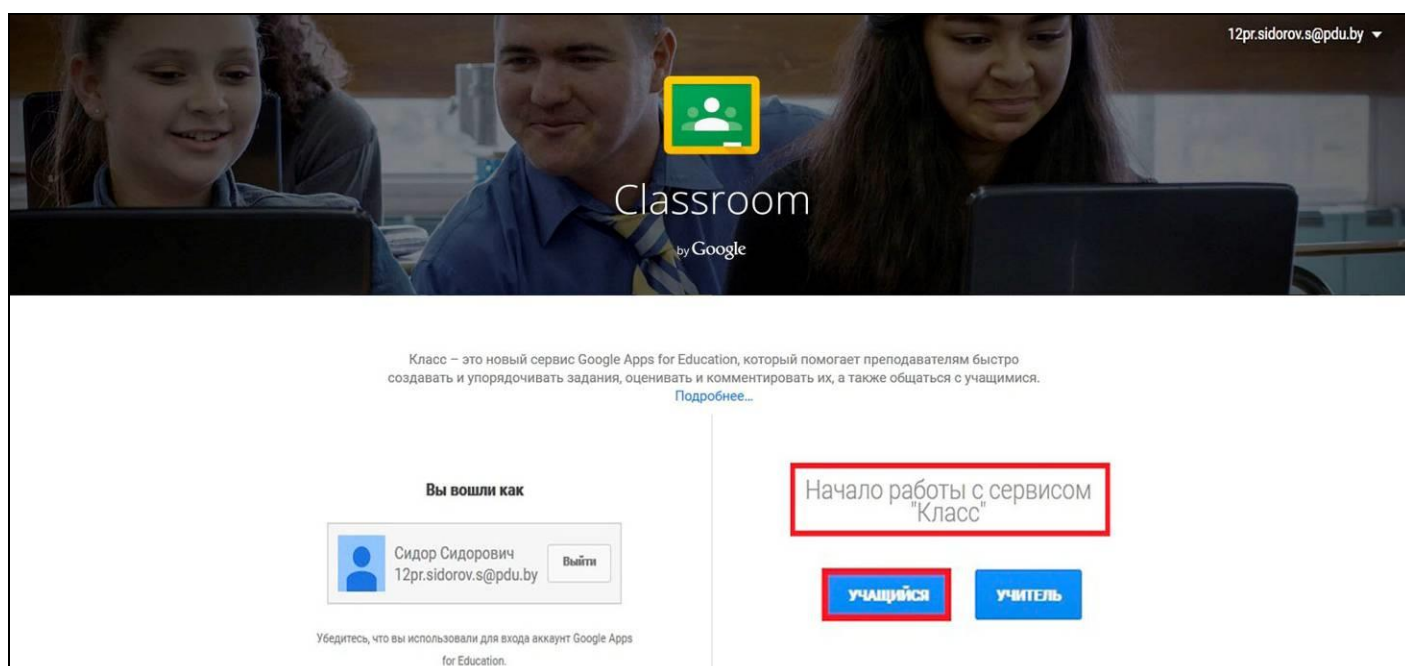 12pr.sidorov.s@pdu.by
Classroom
by Google
Класс – это новый сервис Google Apps for Education, который помогает преподавателям быстро
создавать и упорядочивать задания, оценивать и комментировать их, а также общаться с учащимися.
Подробнее...
Вы вошли как
Сидор Сидорович
12pr.sidorov.s@pdu.by
Выйти
Убедитесь, что вы использовали для входа аккаунт Google Apps
for Education.
Начало работы с сервисом
"Класс"
УЧАЩИЙСЯ
УЧИТЕЛЬ